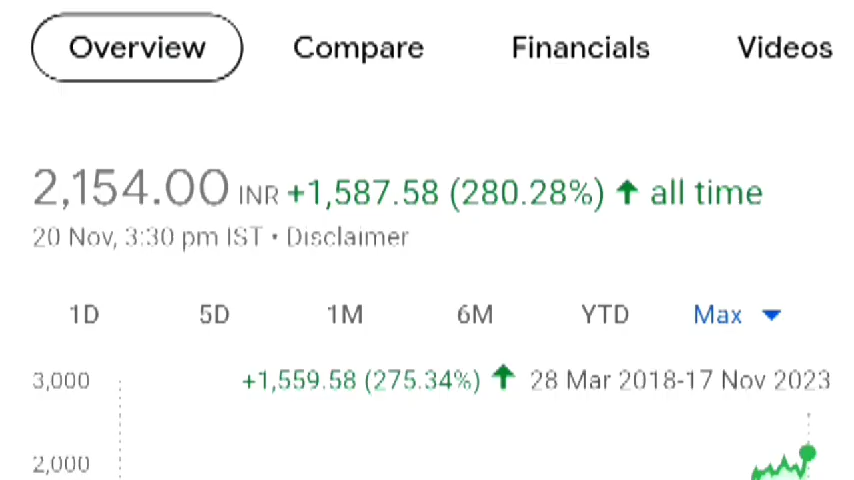 Overview Compare Financials Videos
2,154.00 INR +1,587.58 (280.28%) ↑ all time
20 Nov, 3:30 pm IST • Disclaimer
1D 5D 1M 6M YTD Max
3,000 +1,559.58 (275.34%) ↑ 28 Mar 2018-17 Nov 2023
2,000